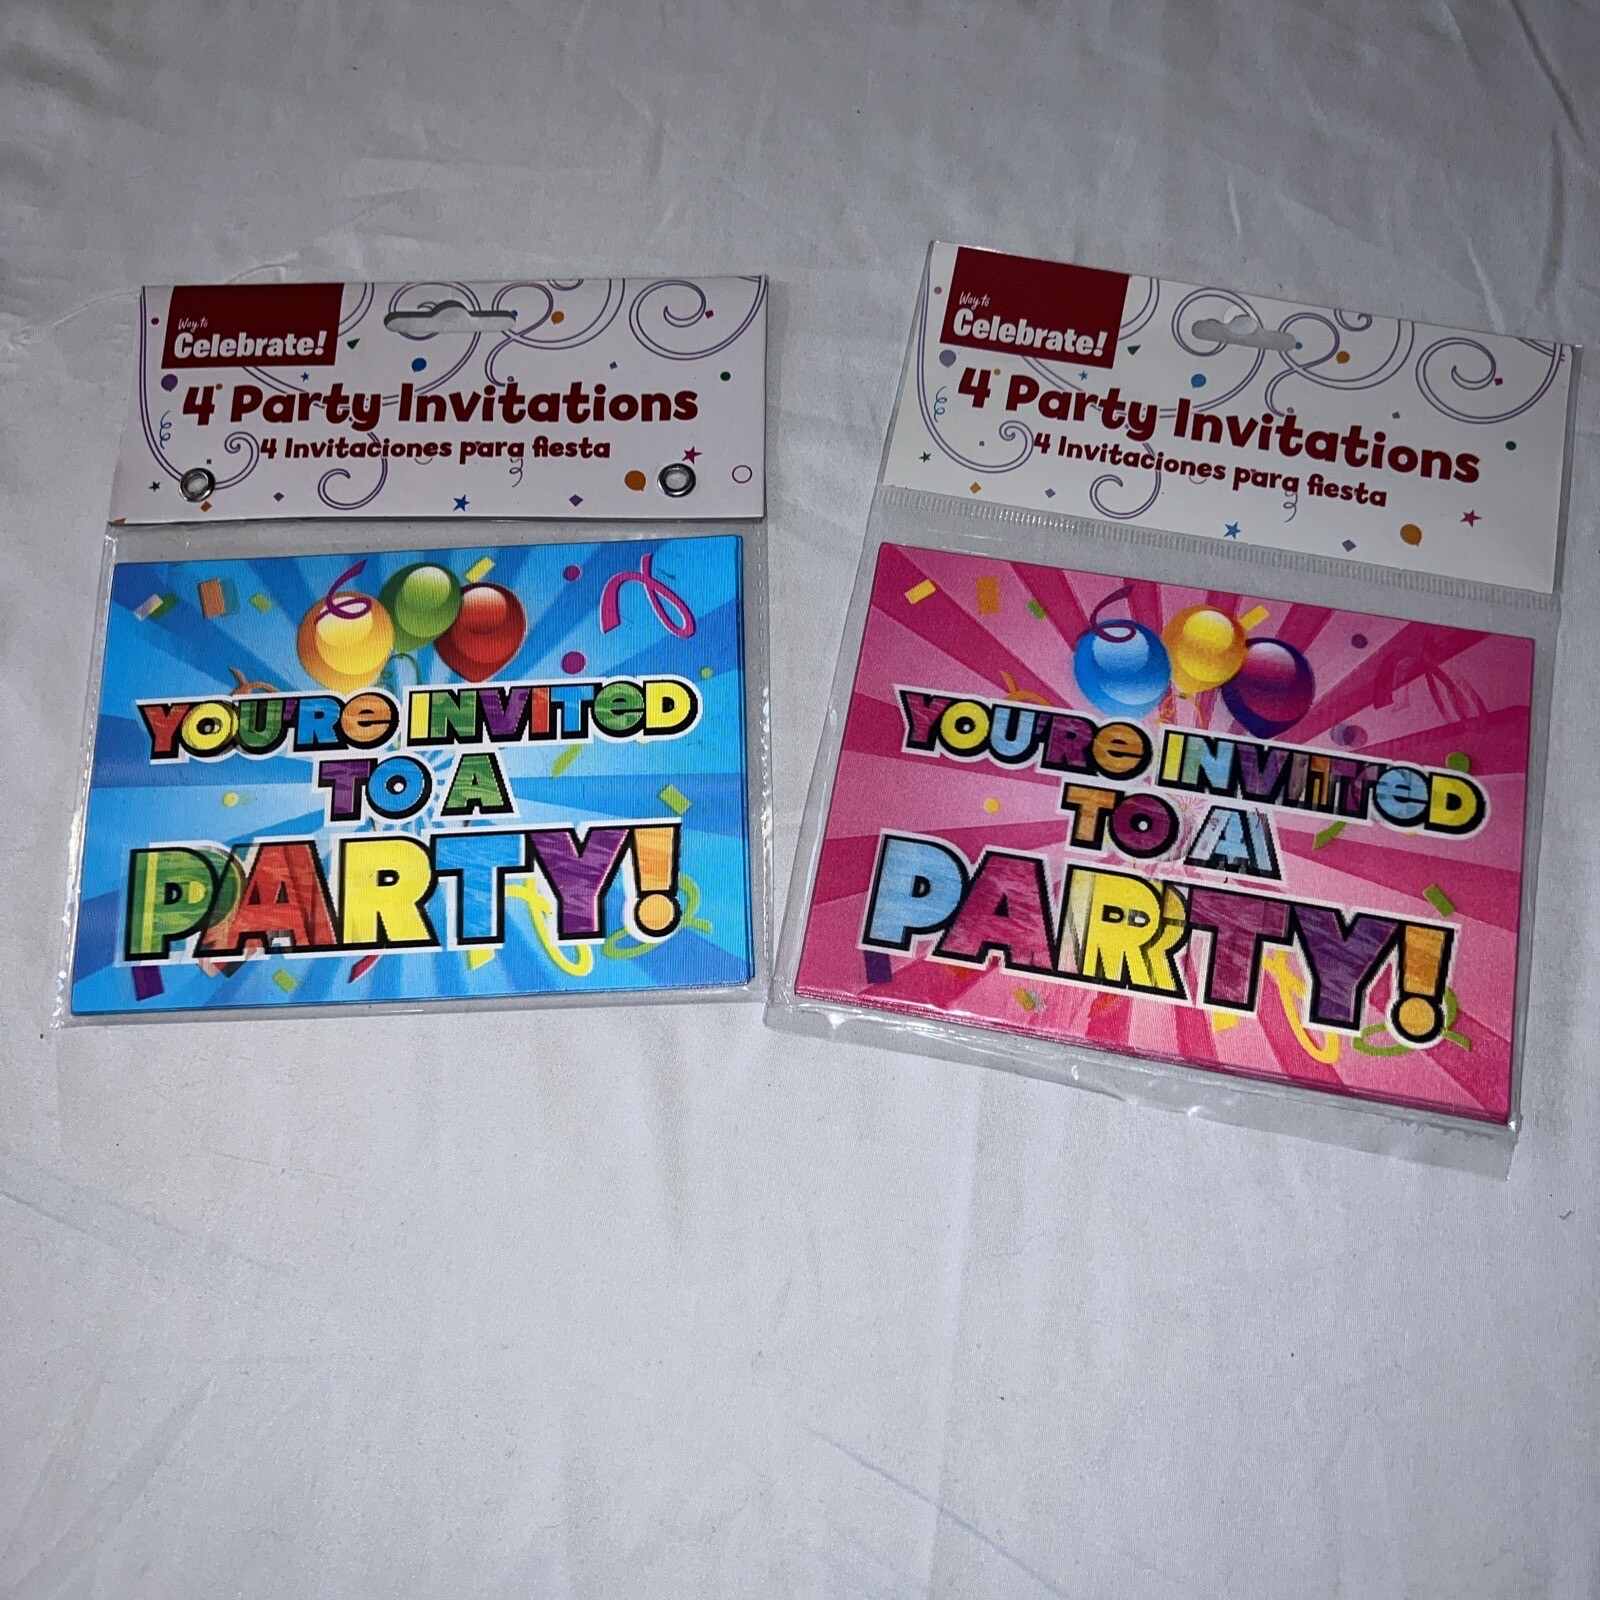 Way to
Celebrate!
4 Party Invitations
4 Invitaciones para fiesta
YOU'Re INVITeD
TO A
PARTY!
Way to
Celebrate!
4 Party Invitations
4 Invitaciones para fiesta
YOU'Re INVITeD
TO A
PARTY!